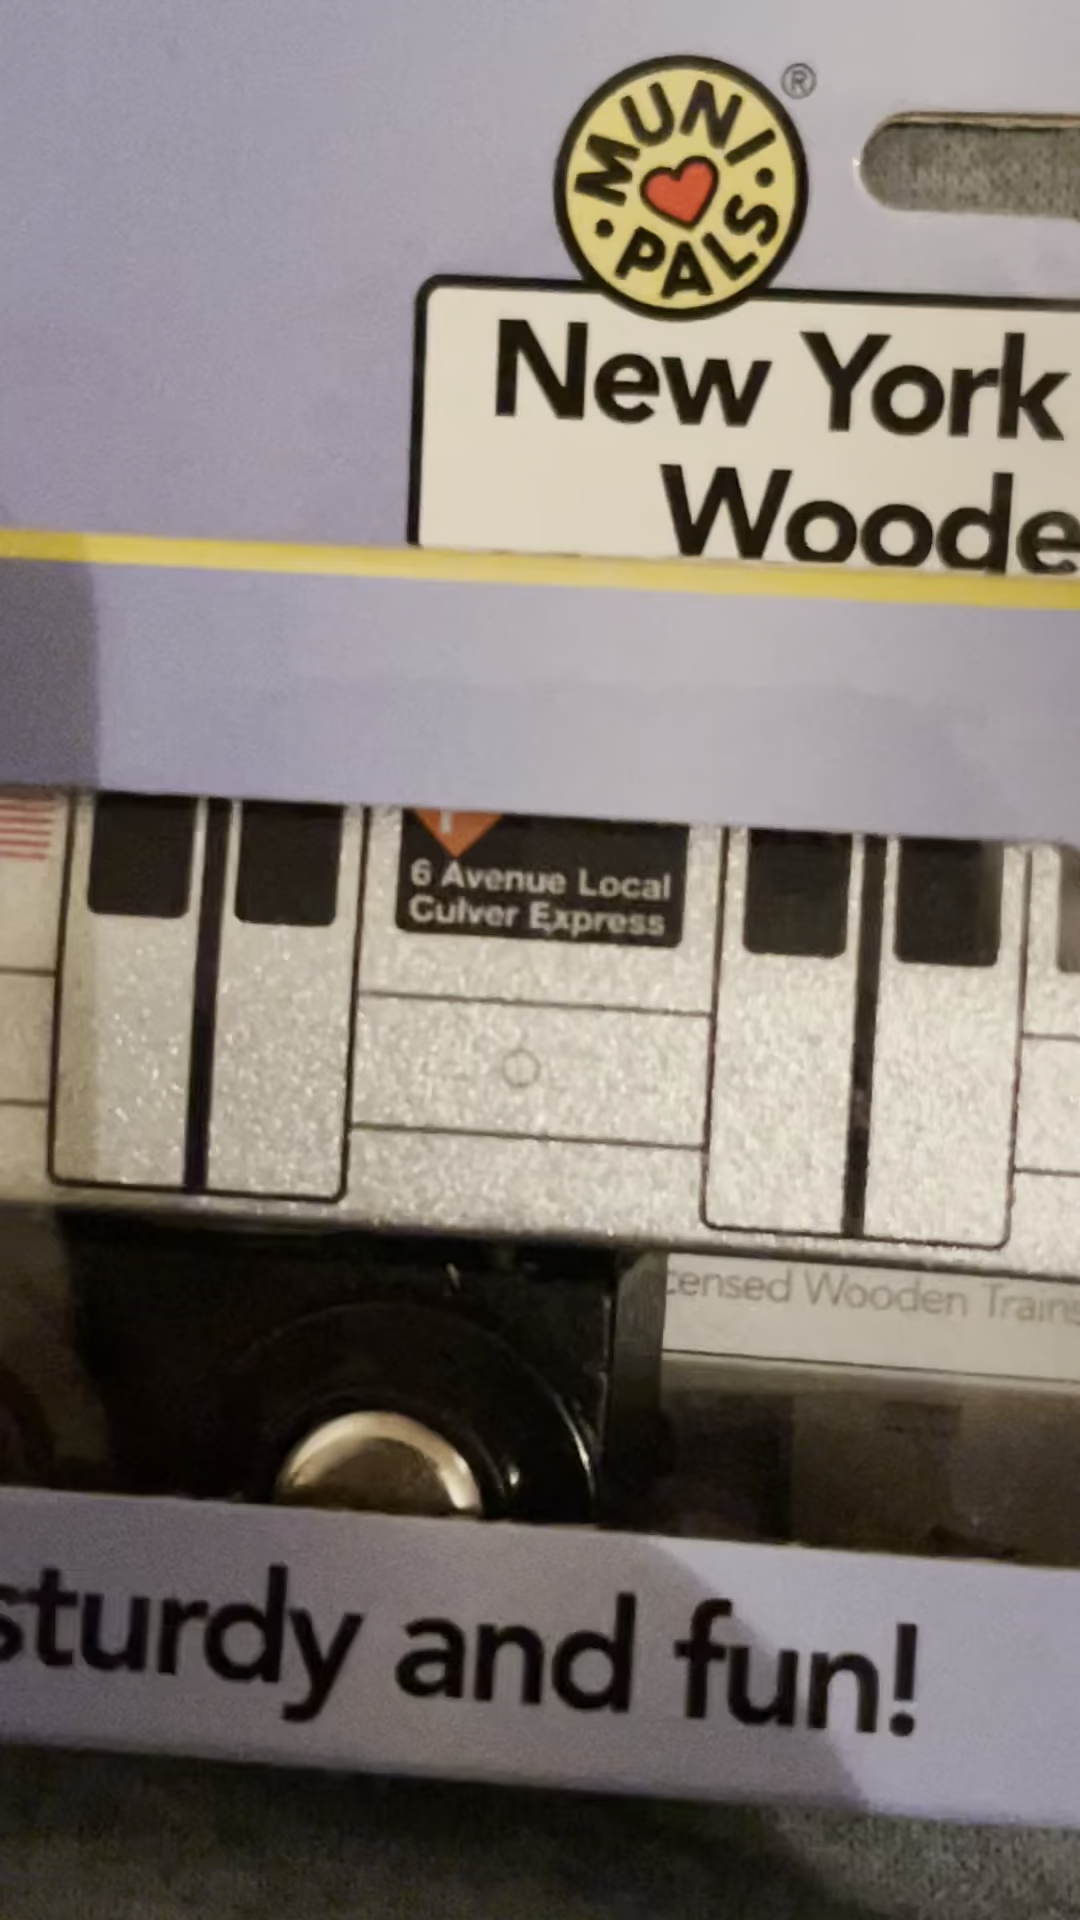 MUNI
PALS
®
New York
Woode
6 Avenue Local
Culver Express
censed Wooden Trains
sturdy and fun!